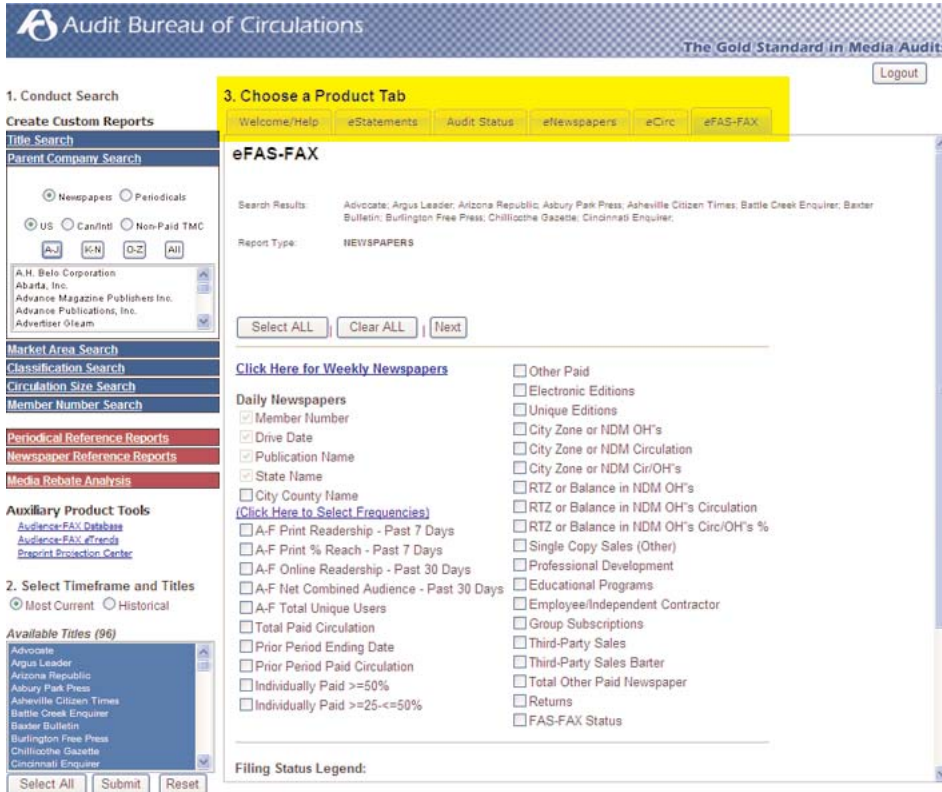 Audit Bureau of Circulations
The Gold Standard in Media Audit
Logout
1. Conduct Search
Create Custom Reports
Title Search
Parent Company Search
Newspapers Periodicals
US Can/Intl Non-Paid TMC
A-J K-N O-Z All
A.H. Belo Corporation
Abarta, Inc.
Advance Magazine Publishers Inc.
Advance Publications, Inc.
Advertiser Gleam
Market Area Search
Classification Search
Circulation Size Search
Member Number Search
Periodical Reference Reports
Newspaper Reference Reports
Media Rebate Analysis
Auxiliary Product Tools
Audience-FAX Database
Audience-FAX eTrends
Preprint Projection Center
2. Select Timeframe and Titles
Most Current Historical
Available Titles (96)
Advocate
Argus Leader
Arizona Republic
Asbury Park Press
Asheville Citizen Times
Battle Creek Enquirer
Baxter Bulletin
Burlington Free Press
Chillicothe Gazette
Cincinnati Enquirer
Select All Submit Reset
3. Choose a Product Tab
Welcome/Help eStatements Audit Status eNewspapers eCirc eFAS-FAX
eFAS-FAX
Search Results: Advocate; Argus Leader; Arizona Republic; Asbury Park Press; Asheville Citizen Times; Battle Creek Enquirer; Baxter
Bulletin; Burlington Free Press; Chillicothe Gazette; Cincinnati Enquirer;
Report Type: NEWSPAPERS
Select ALL | Clear ALL | Next
Click Here for Weekly Newspapers
Daily Newspapers
Member Number
Drive Date
Publication Name
State Name
City County Name
(Click Here to Select Frequencies)
A-F Print Readership - Past 7 Days
A-F Print % Reach - Past 7 Days
A-F Online Readership - Past 30 Days
A-F Net Combined Audience - Past 30 Days
A-F Total Unique Users
Total Paid Circulation
Prior Period Ending Date
Prior Period Paid Circulation
Individually Paid >=50%
Individually Paid >=25-<=50%
Other Paid
Electronic Editions
Unique Editions
City Zone or NDM OH"s
City Zone or NDM Circulation
City Zone or NDM Cir/OH"s
RTZ or Balance in NDM OH"s
RTZ or Balance in NDM OH"s Circulation
RTZ or Balance in NDM OH"s Circ/OH"s %
Single Copy Sales (Other)
Professional Development
Educational Programs
Employee/Independent Contractor
Group Subscriptions
Third-Party Sales
Third-Party Sales Barter
Total Other Paid Newspaper
Returns
FAS-FAX Status
Filing Status Legend: